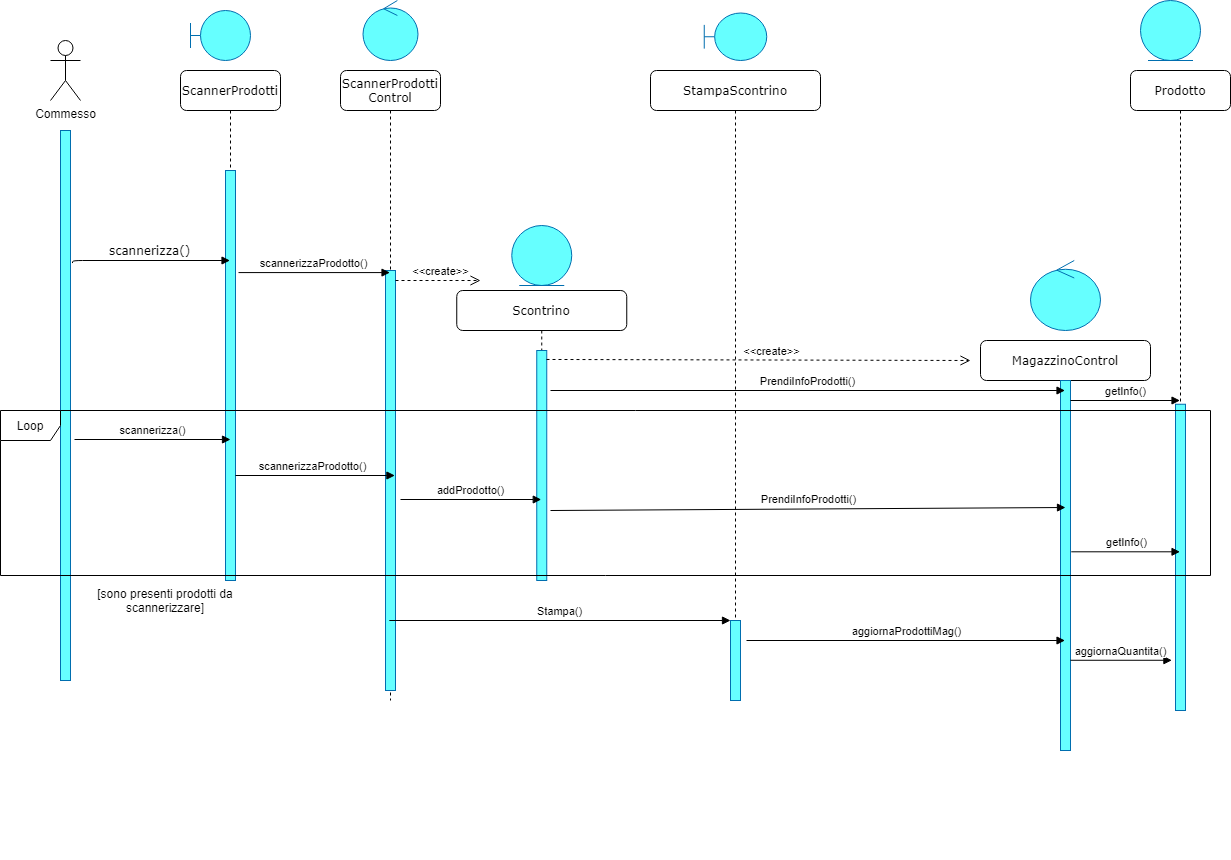 Commesso
ScannerProdotti
ScannerProdotti
Control
StampaScontrino
Prodotto
scannerizza()
scannerizzaProdotto()
<<create>>
Scontrino
<<create>>
MagazzinoControl
PrendiInfoProdotti()
getInfo()
Loop
scannerizza()
scannerizzaProdotto()
addProdotto()
PrendiInfoProdotti()
getInfo()
[sono presenti prodotti da
scannerizzare]
Stampa()
aggiornaProdottiMag()
aggiornaQuantita()